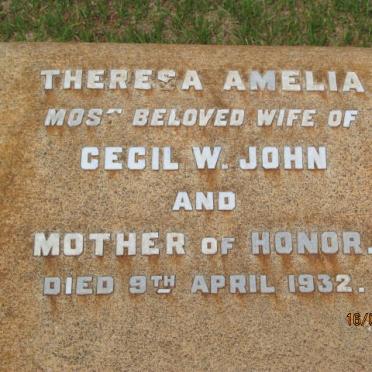 THERESA AMELIA
MOST BELOVED WIFE OF
CECIL W. JOHN
AND
MOTHER OF HONOR.
DIED 9TH APRIL 1932.